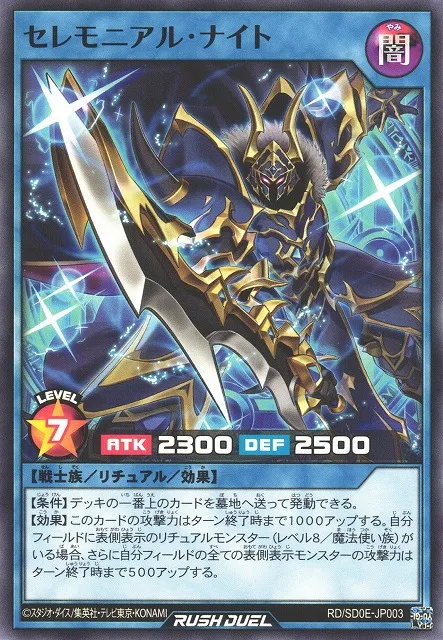 セレモニアル・ナイト
やみ
闇
LEVEL
7
ATK 2300 DEF 2500
【戦士族／リチュアル／効果】
【条件】デッキの一番上のカードを墓地へ送って発動できる。
【効果】このカードの攻撃力はターン終了時まで1000アップする。自分
フィールドに表側表示のリチュアルモンスター(レベル8／魔法使い族)が
いる場合、さらに自分フィールドの全ての表側表示モンスターの攻撃力は
ターン終了時まで500アップする。
©スタジオ・ダイス/集英社・テレビ東京・KONAMI
RUSH DUEL
RD/SD0E-JP003